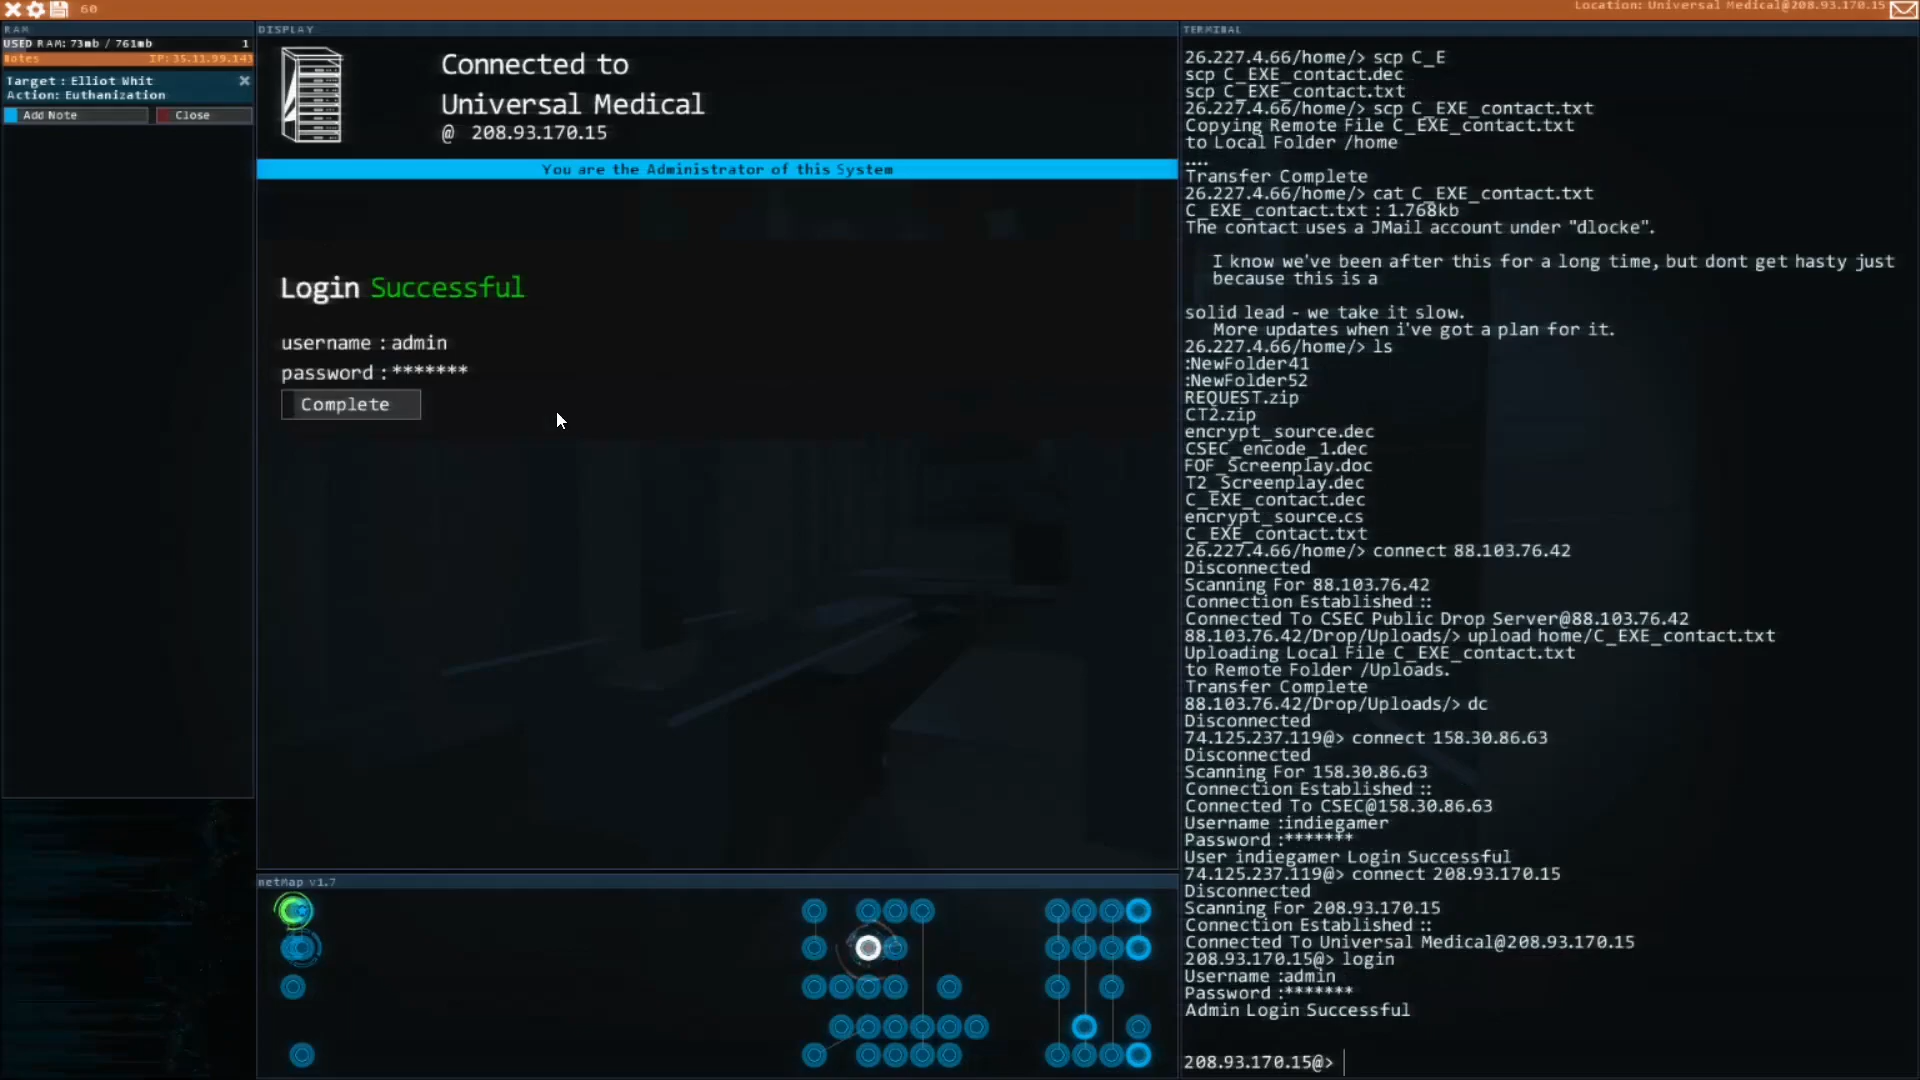 60
Location: Universal Medical@208.93.170.15
RAM
USED RAM: 73mb / 761mb 1
Notes IP: 35.11.99.143
Target : Elliot Whit
Action: Euthanization
Add Note Close
DISPLAY
Connected to
Universal Medical
@ 208.93.170.15
You are the Administrator of this System
Login Successful
username : admin
password : *******
Complete
netMap v1.7
TERMINAL
26.227.4.66/home/> scp C_E
scp C_EXE_contact.dec
scp C_EXE_contact.txt
26.227.4.66/home/> scp C_EXE_contact.txt
Copying Remote File C_EXE_contact.txt
to Local Folder /home
....
Transfer Complete
26.227.4.66/home/> cat C_EXE_contact.txt
C_EXE_contact.txt : 1.768kb
The contact uses a JMail account under "dlocke".
I know we've been after this for a long time, but dont get hasty just
because this is a
solid lead - we take it slow.
More updates when i've got a plan for it.
26.227.4.66/home/> ls
:NewFolder41
:NewFolder52
REQUEST.zip
CT2.zip
encrypt_source.dec
CSEC_encode_1.dec
FOF_Screenplay.doc
T2_Screenplay.dec
C_EXE_contact.dec
encrypt_source.cs
C_EXE_contact.txt
26.227.4.66/home/> connect 88.103.76.42
Disconnected
Scanning For 88.103.76.42
Connection Established ::
Connected To CSEC Public Drop Server@88.103.76.42
88.103.76.42/Drop/Uploads/> upload home/C_EXE_contact.txt
Uploading Local File C_EXE_contact.txt
to Remote Folder /Uploads.
Transfer Complete
88.103.76.42/Drop/Uploads/> dc
Disconnected
74.125.237.119@> connect 158.30.86.63
Disconnected
Scanning For 158.30.86.63
Connection Established ::
Connected To CSEC@158.30.86.63
Username :indiegamer
Password :*******
User indiegamer Login Successful
74.125.237.119@> connect 208.93.170.15
Disconnected
Scanning For 208.93.170.15
Connection Established ::
Connected To Universal Medical@208.93.170.15
208.93.170.15@> login
Username :admin
Password :*******
Admin Login Successful
208.93.170.15@>